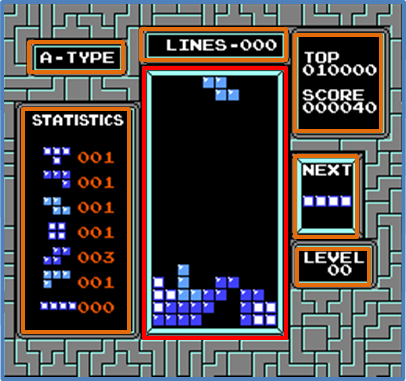 LINES-000
A-TYPE
TOP
010000
SCORE
000040
STATISTICS
001
001
001
001
003
001
000
NEXT
LEVEL
00